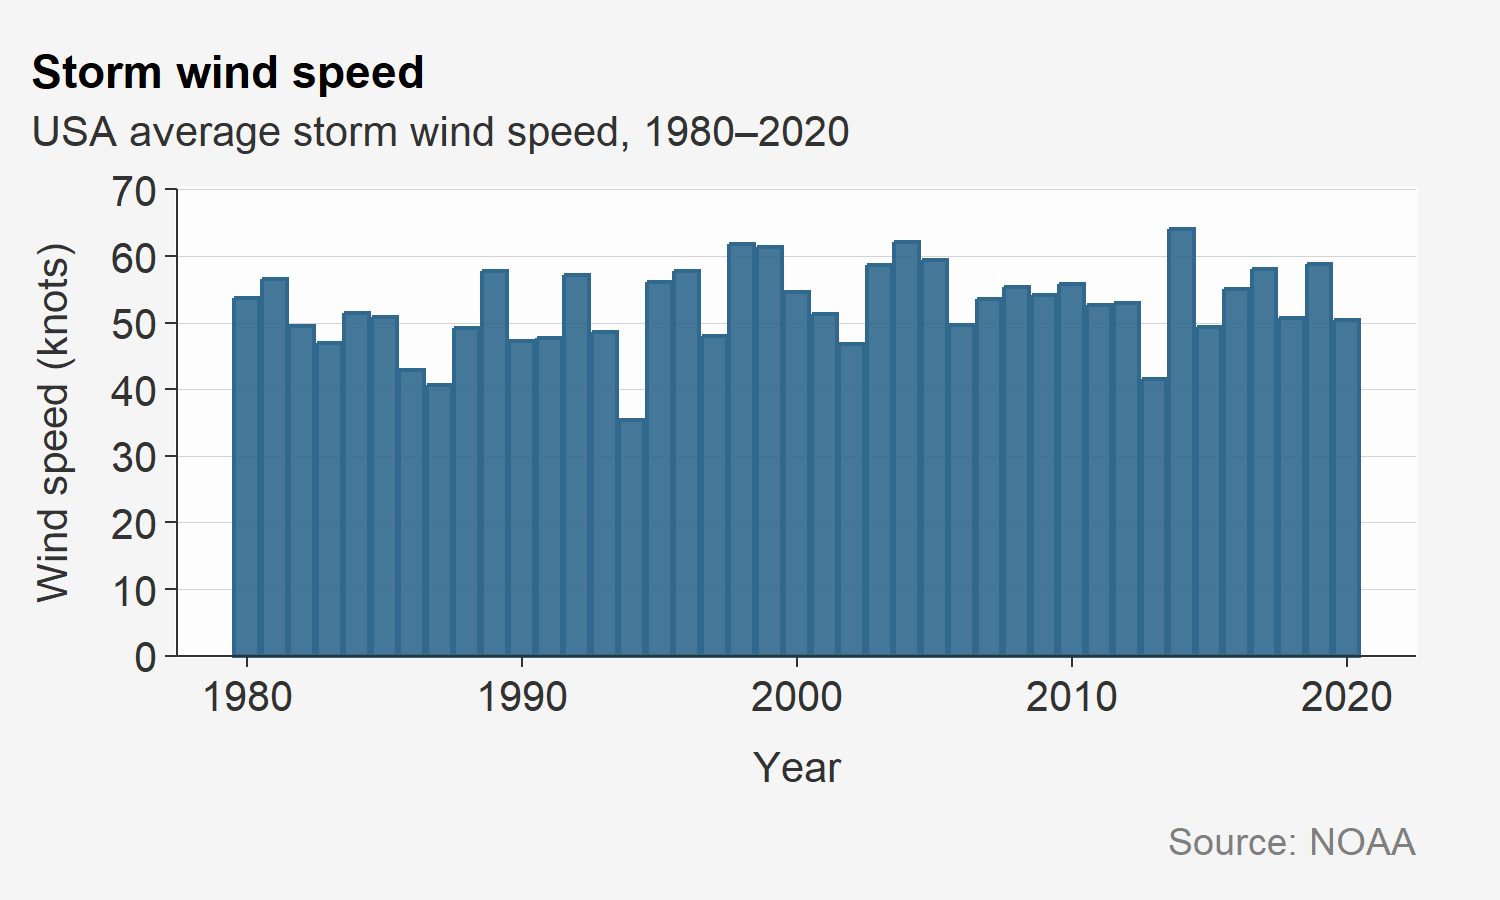 Storm wind speed
USA average storm wind speed, 1980–2020
Wind speed (knots)
70
60
50
40
30
20
10
0
1980 1990 2000 2010 2020
Year
Source: NOAA